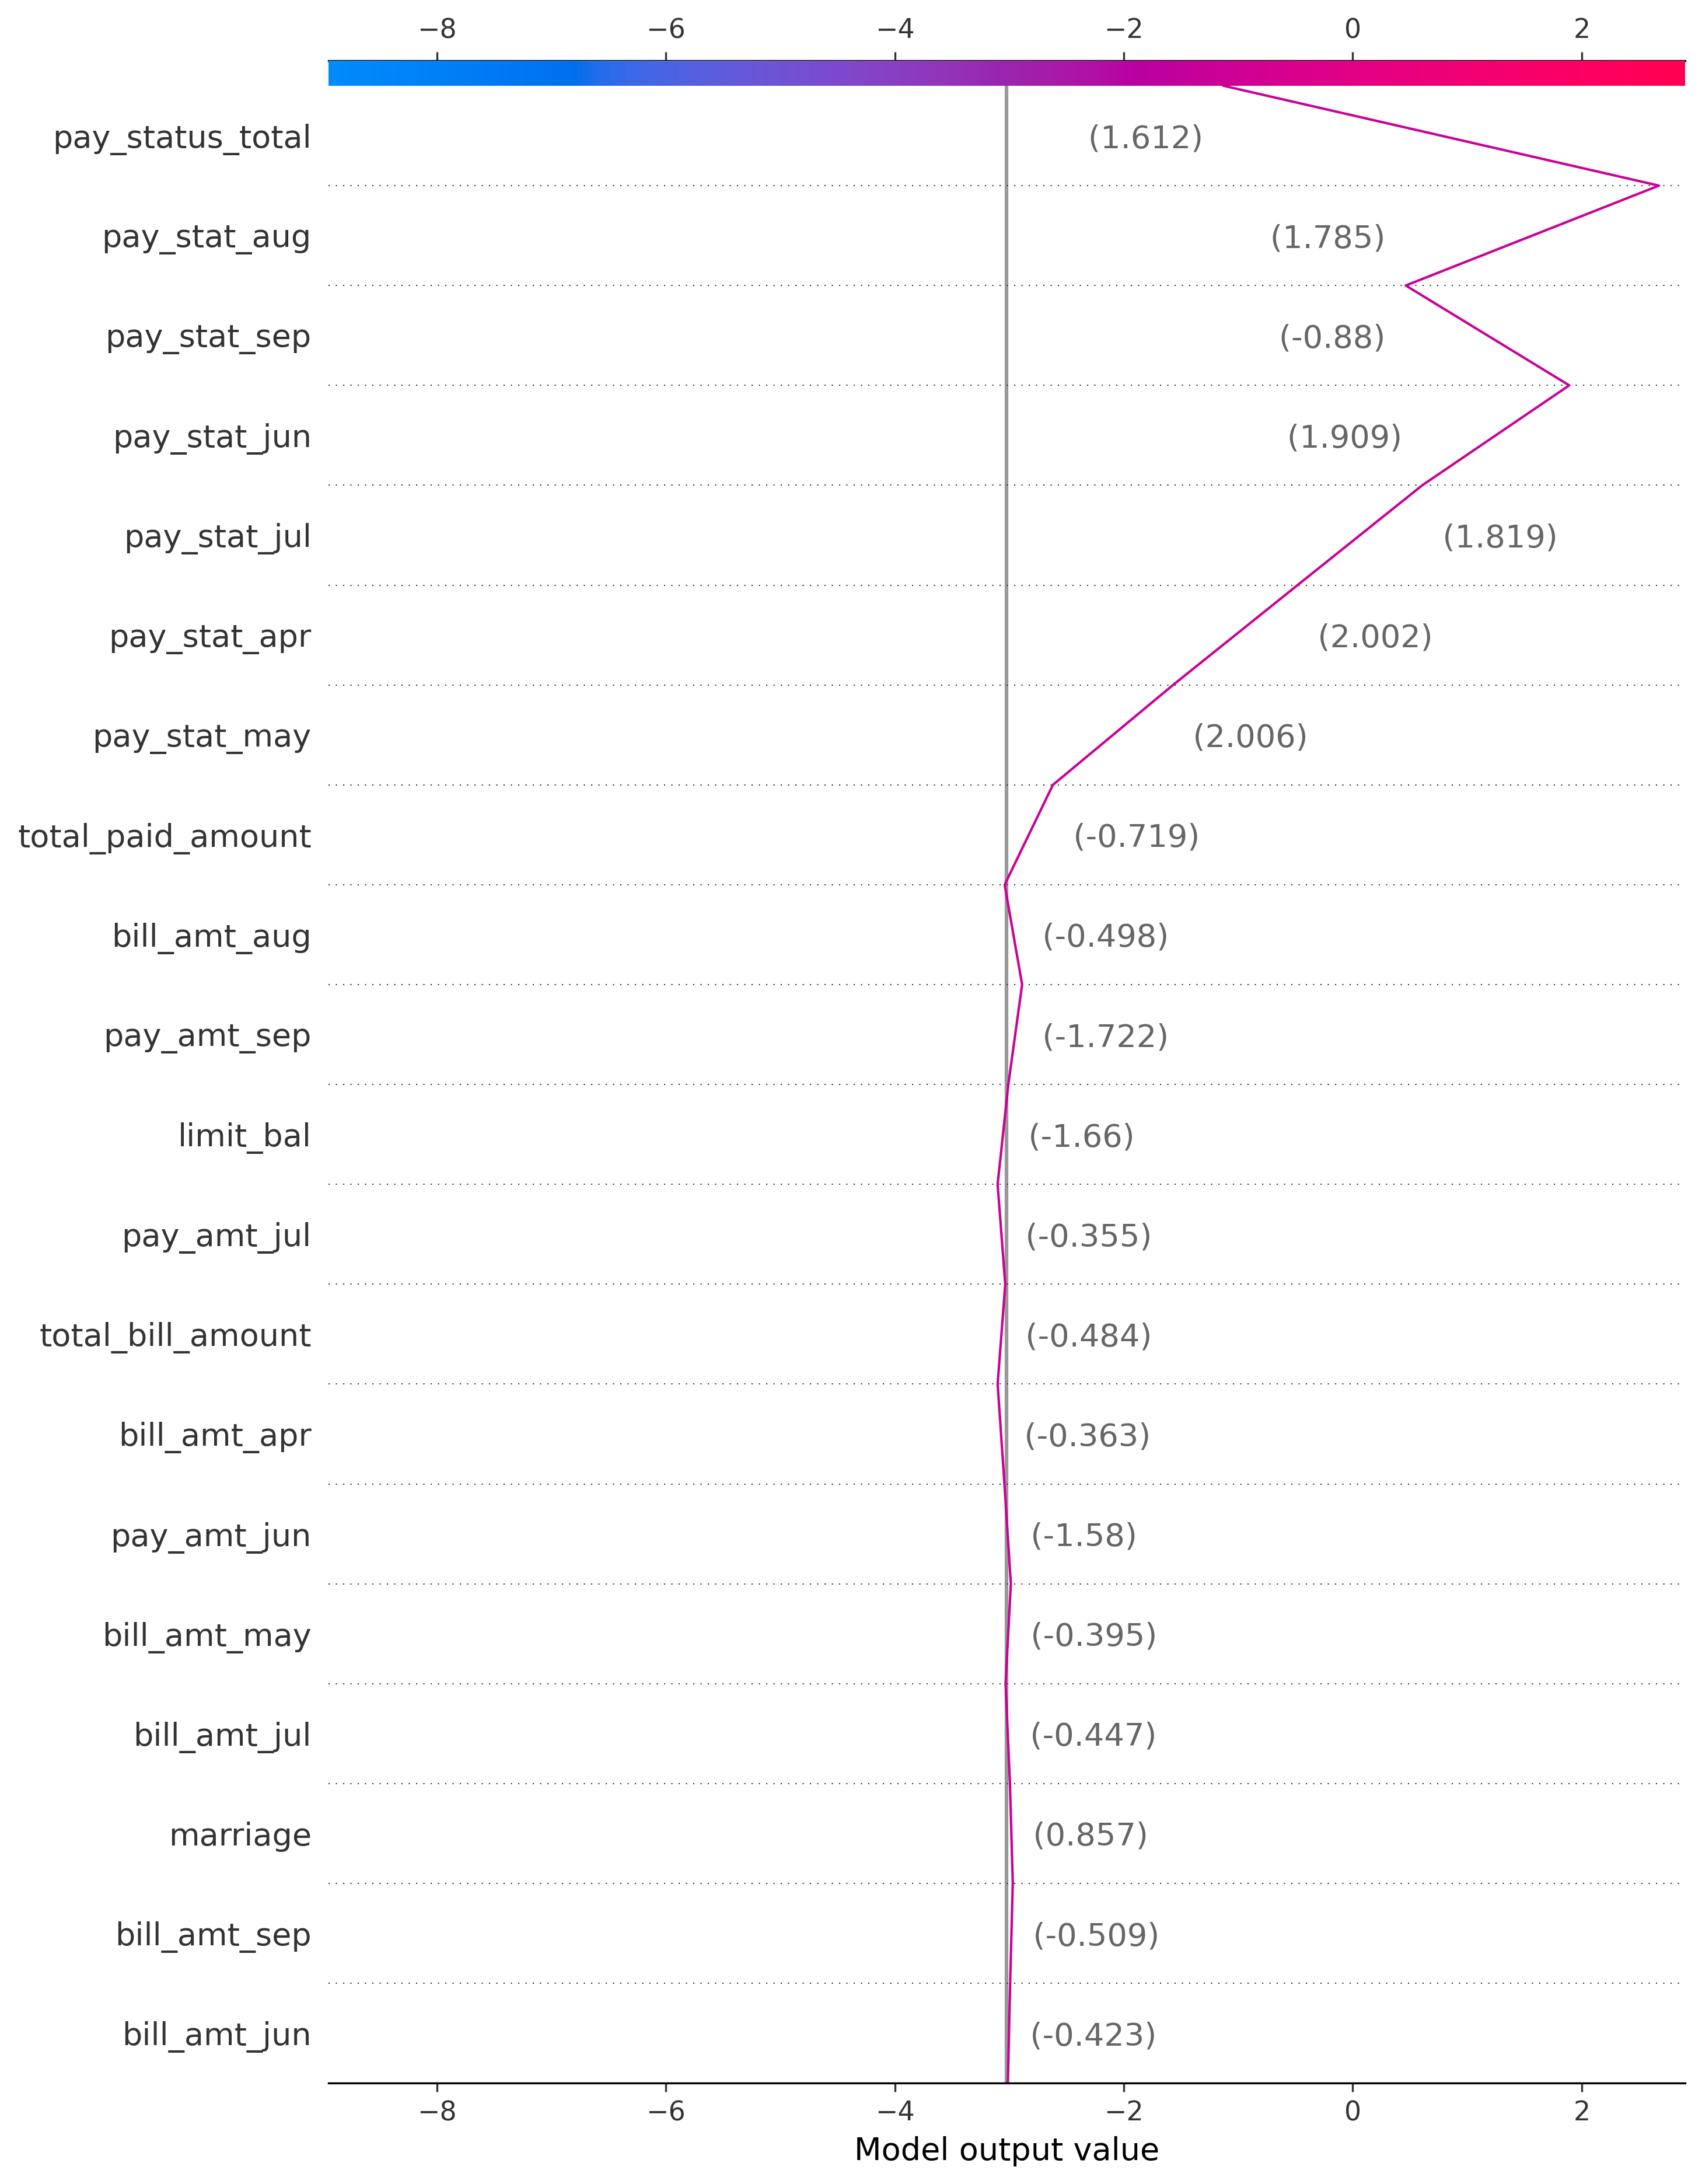 −8 −6 −4 −2 0 2
pay_status_total (1.612)
pay_stat_aug (1.785)
pay_stat_sep (-0.88)
pay_stat_jun (1.909)
pay_stat_jul (1.819)
pay_stat_apr (2.002)
pay_stat_may (2.006)
total_paid_amount (-0.719)
bill_amt_aug (-0.498)
pay_amt_sep (-1.722)
limit_bal (-1.66)
pay_amt_jul (-0.355)
total_bill_amount (-0.484)
bill_amt_apr (-0.363)
pay_amt_jun (-1.58)
bill_amt_may (-0.395)
bill_amt_jul (-0.447)
marriage (0.857)
bill_amt_sep (-0.509)
bill_amt_jun (-0.423)
−8 −6 −4 −2 0 2
Model output value